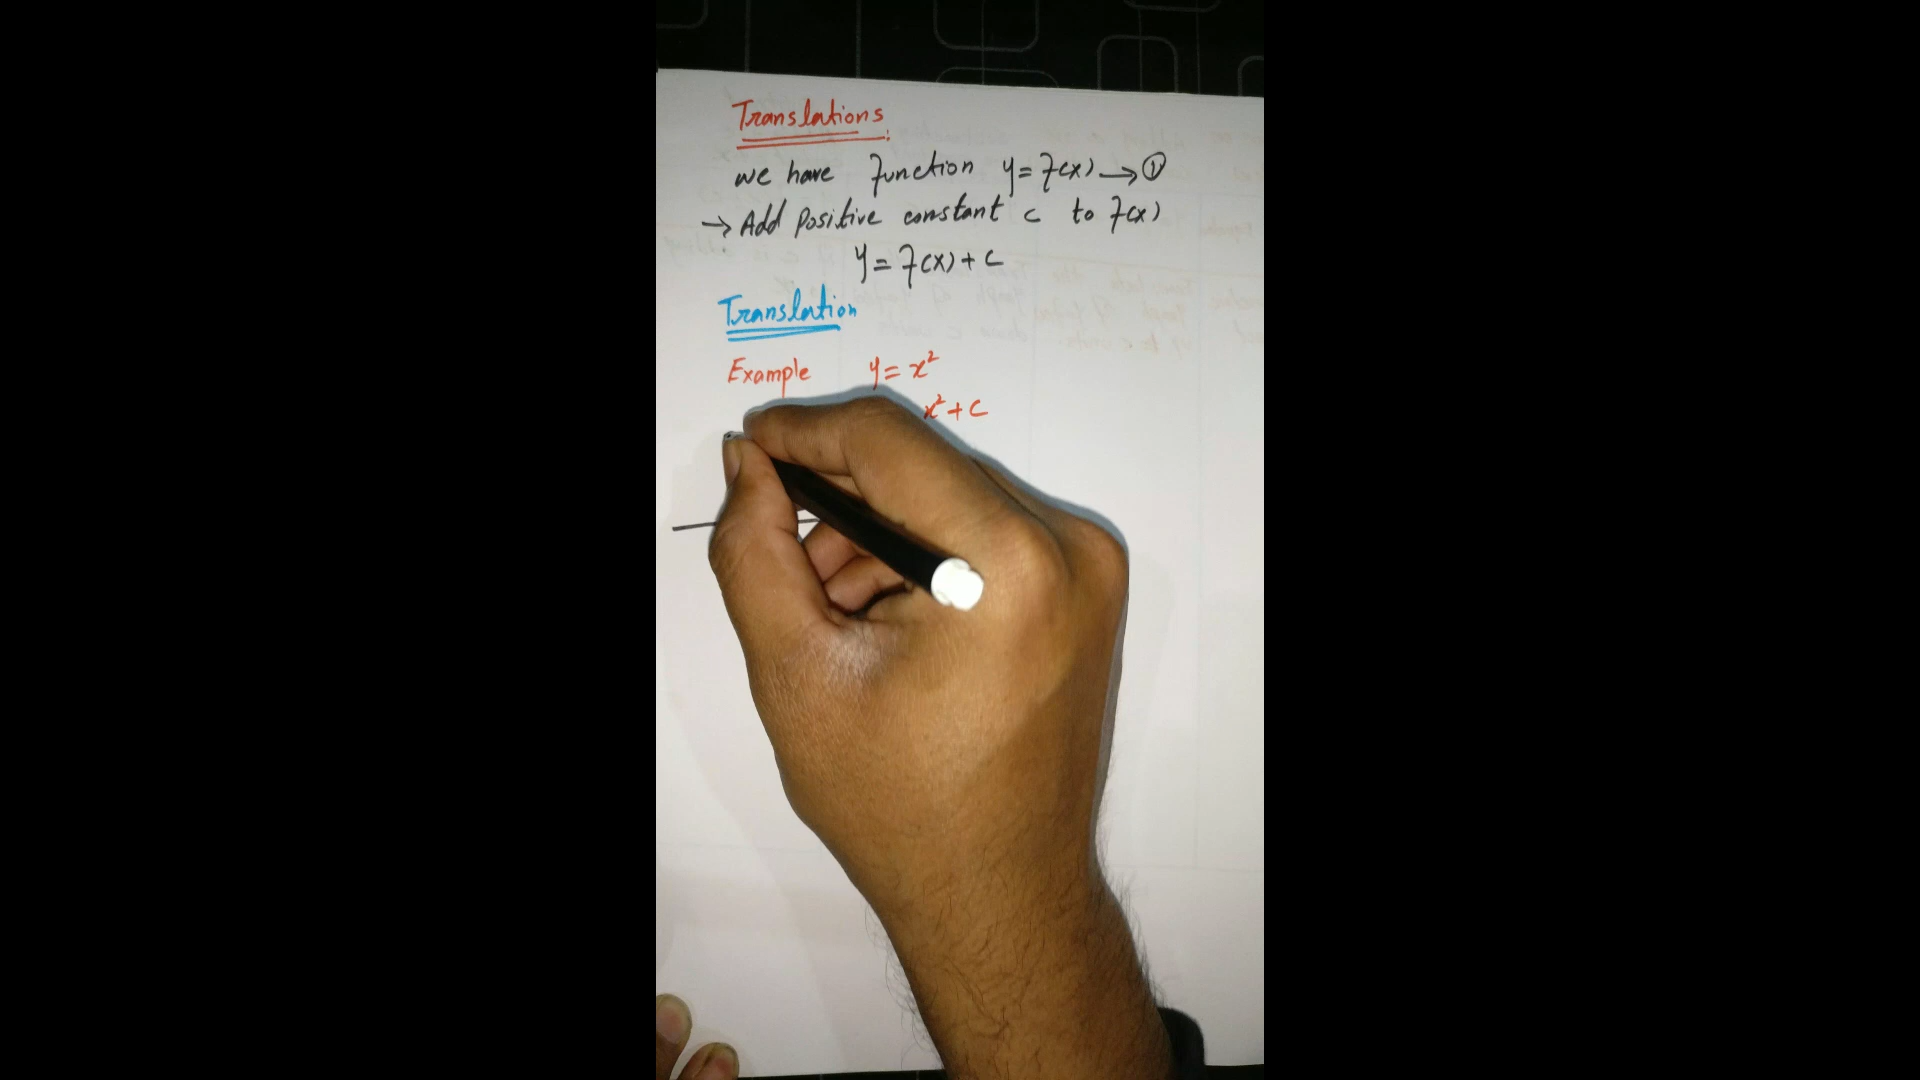 Translations:
we have function y = f(x) → ①
→ Add positive constant c to f(x)
y = f(x) + c
Translation
Example y = x²
x² + c